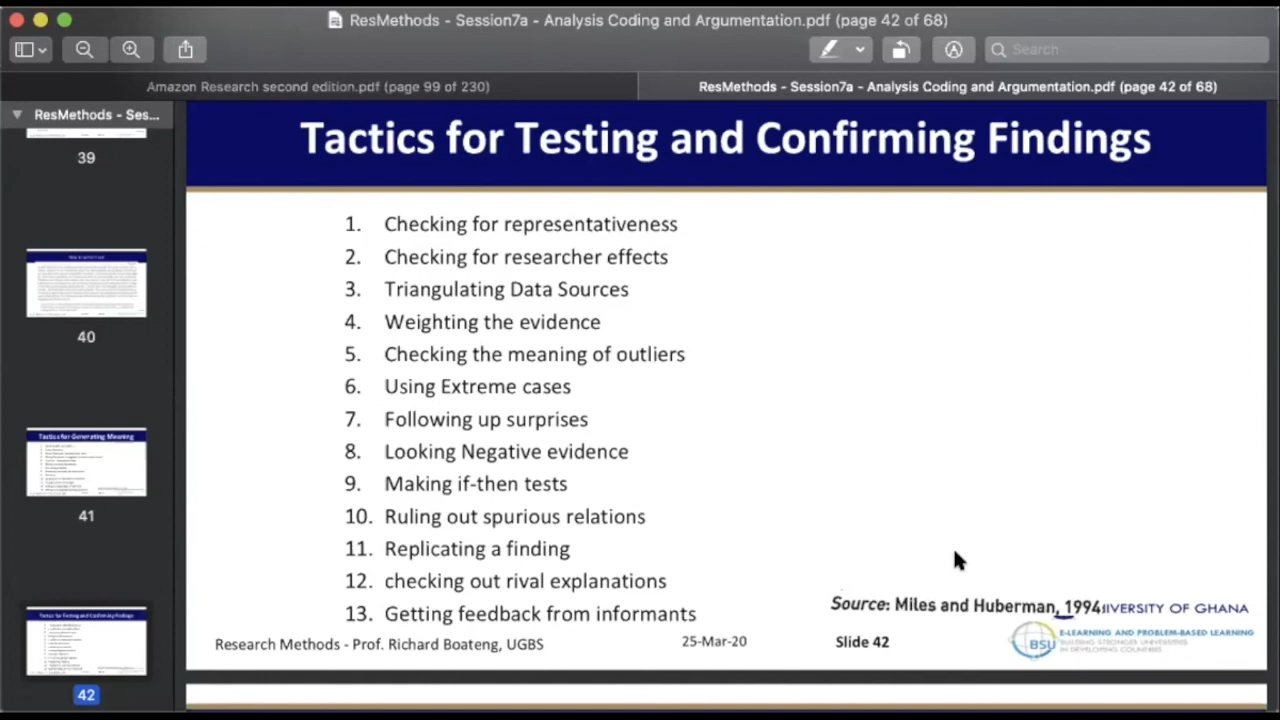 ResMethods - Session7a - Analysis Coding and Argumentation.pdf (page 42 of 68)
Search
Amazon Research second edition.pdf (page 99 of 230)
ResMethods - Session7a - Analysis Coding and Argumentation.pdf (page 42 of 68)
ResMethods - Ses...
39
40
Tactics for Generating Meaning
41
Tactics for Testing and Confirming Findings
42
Tactics for Testing and Confirming Findings
1. Checking for representativeness
2. Checking for researcher effects
3. Triangulating Data Sources
4. Weighting the evidence
5. Checking the meaning of outliers
6. Using Extreme cases
7. Following up surprises
8. Looking Nagative evidence
9. Making if-then tests
10. Ruling out spurious relations
11. Replicating a finding
12. checking out rival explanations
13. Getting feedback from informants
Source: Miles and Huberman, 1994
OF GHANA
BSU
E-LEARNING AND PROBLEM-BASED LEARNING
BUILDING STRONGER UNIVERSITIES
IN DEVELOPING COUNTRIES
Research Methods - Prof. Richard Boateng, UGBS
25-Mar-20
Slide 42